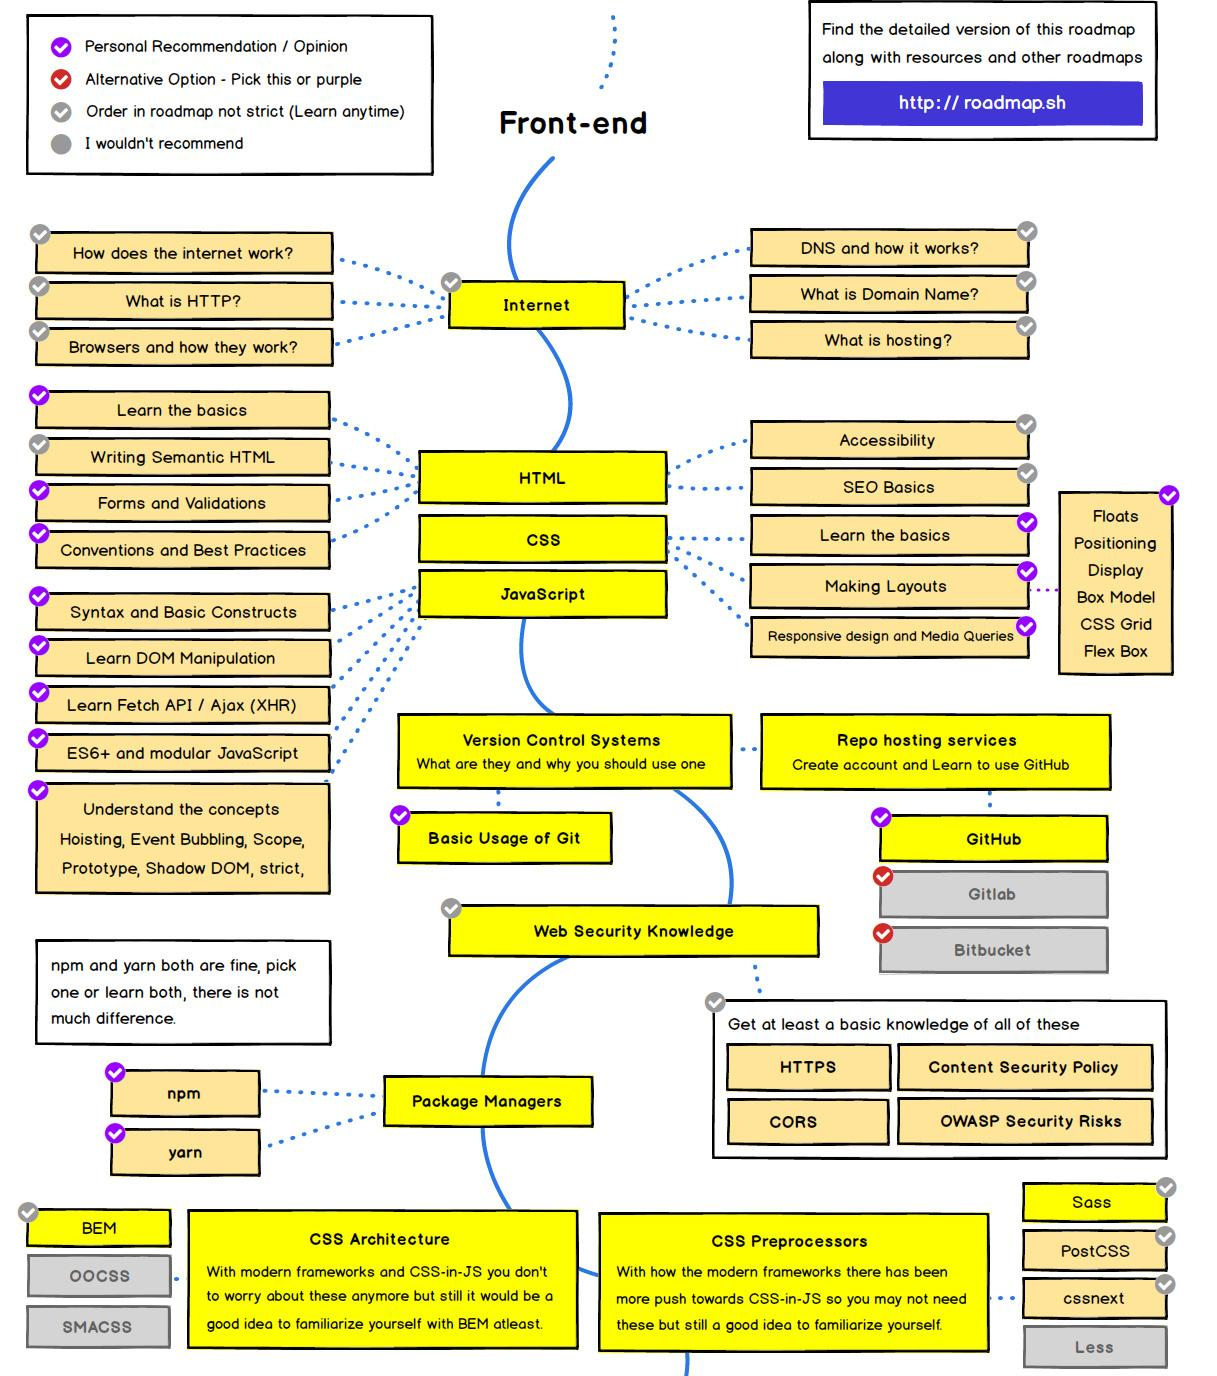 Personal Recommendation / Opinion
Alternative Option - Pick this or purple
Order in roadmap not strict (Learn anytime)
I wouldn't recommend
Find the detailed version of this roadmap
along with resources and other roadmaps
http://roadmap.sh
Front-end
How does the internet work?
What is HTTP?
Browsers and how they work?
Internet
DNS and how it works?
What is Domain Name?
What is hosting?
Learn the basics
Writing Semantic HTML
Forms and Validations
Conventions and Best Practices
HTML
Accessibility
SEO Basics
CSS
Learn the basics
Making Layouts
Responsive design and Media Queries
Floats
Positioning
Display
Box Model
CSS Grid
Flex Box
JavaScript
Syntax and Basic Constructs
Learn DOM Manipulation
Learn Fetch API / Ajax (XHR)
ES6+ and modular JavaScript
Understand the concepts
Hoisting, Event Bubbling, Scope,
Prototype, Shadow DOM, strict,
Version Control Systems
What are they and why you should use one
Basic Usage of Git
Repo hosting services
Create account and Learn to use GitHub
GitHub
Gitlab
Bitbucket
Web Security Knowledge
Get at least a basic knowledge of all of these
HTTPS
Content Security Policy
CORS
OWASP Security Risks
npm and yarn both are fine, pick
one or learn both, there is not
much difference.
npm
yarn
Package Managers
BEM
OOCSS
SMACSS
CSS Architecture
With modern frameworks and CSS-in-JS you don't
to worry about these anymore but still it would be a
good idea to familiarize yourself with BEM atleast.
CSS Preprocessors
With how the modern frameworks there has been
more push towards CSS-in-JS so you may not need
these but still a good idea to familiarize yourself.
Sass
PostCSS
cssnext
Less